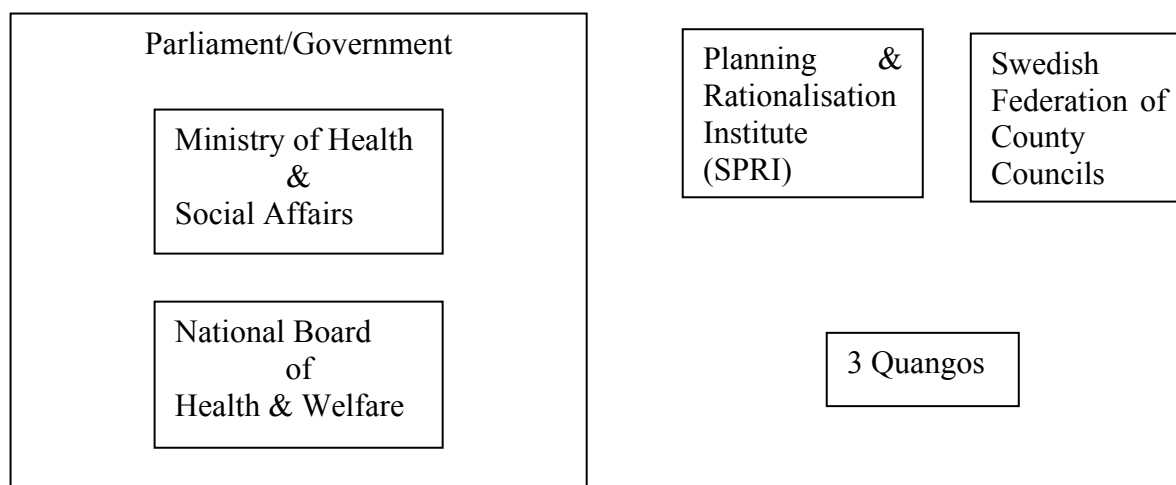 Parliament/Government
Ministry of Health
&
Social Affairs
National Board
of
Health & Welfare
Planning &
Rationalisation
Institute
(SPRI)
Swedish
Federation of
County
Councils
3 Quangos